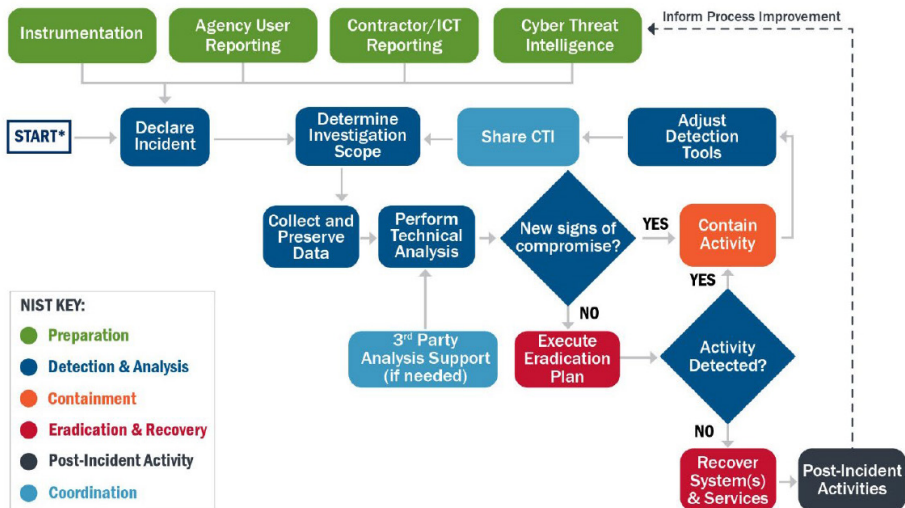 Inform Process Improvement
Instrumentation
Agency User
Reporting
Contractor/ICT
Reporting
Cyber Threat
Intelligence
START*
Declare
Incident
Determine
Investigation
Scope
Share CTI
Adjust
Detection
Tools
Collect and
Preserve
Data
Perform
Technical
Analysis
New signs of
compromise?
YES
Contain
Activity
YES
NO
3rd Party
Analysis Support
(if needed)
Execute
Eradication
Plan
Activity
Detected?
NO
Recover
System(s)
& Services
Post-Incident
Activities
NIST KEY:
Preparation
Detection & Analysis
Containment
Eradication & Recovery
Post-Incident Activity
Coordination